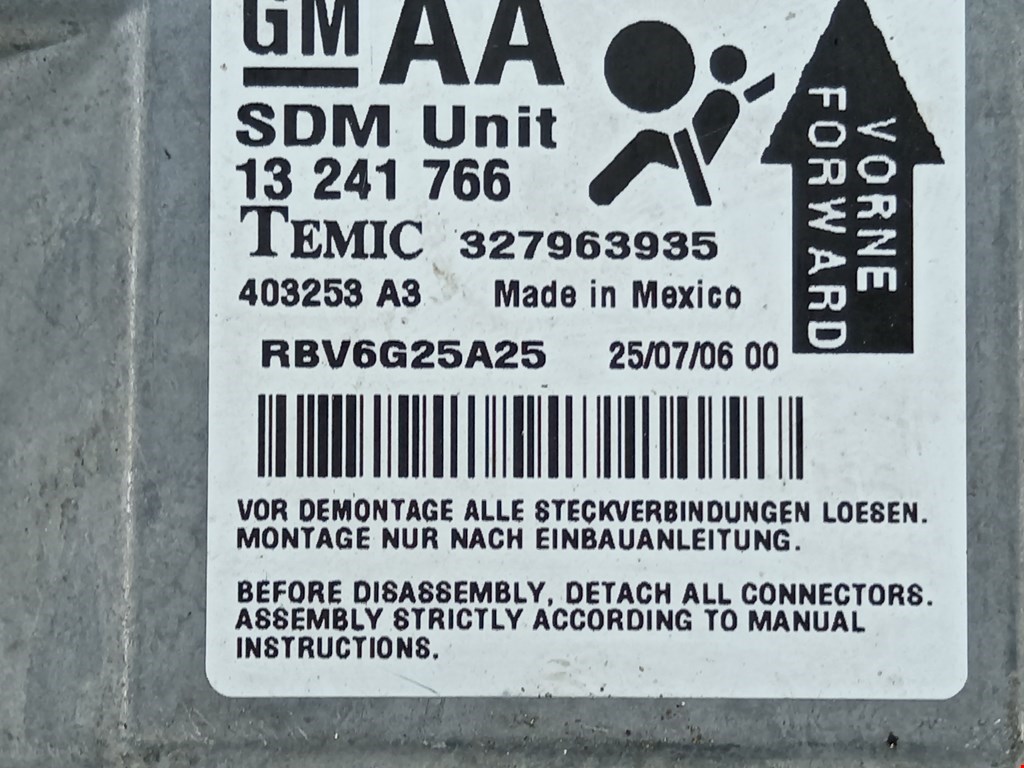 GM AA
SDM Unit
13 241 766
TEMIC 327963935
403253 A3 Made in Mexico
RBV6G25A25 25/07/06 00
VORNE
FORWARD
VOR DEMONTAGE ALLE STECKVERBINDUNGEN LOESEN.
MONTAGE NUR NACH EINBAUANLEITUNG.
BEFORE DISASSEMBLY, DETACH ALL CONNECTORS.
ASSEMBLY STRICTLY ACCORDING TO MANUAL
INSTRUCTIONS.